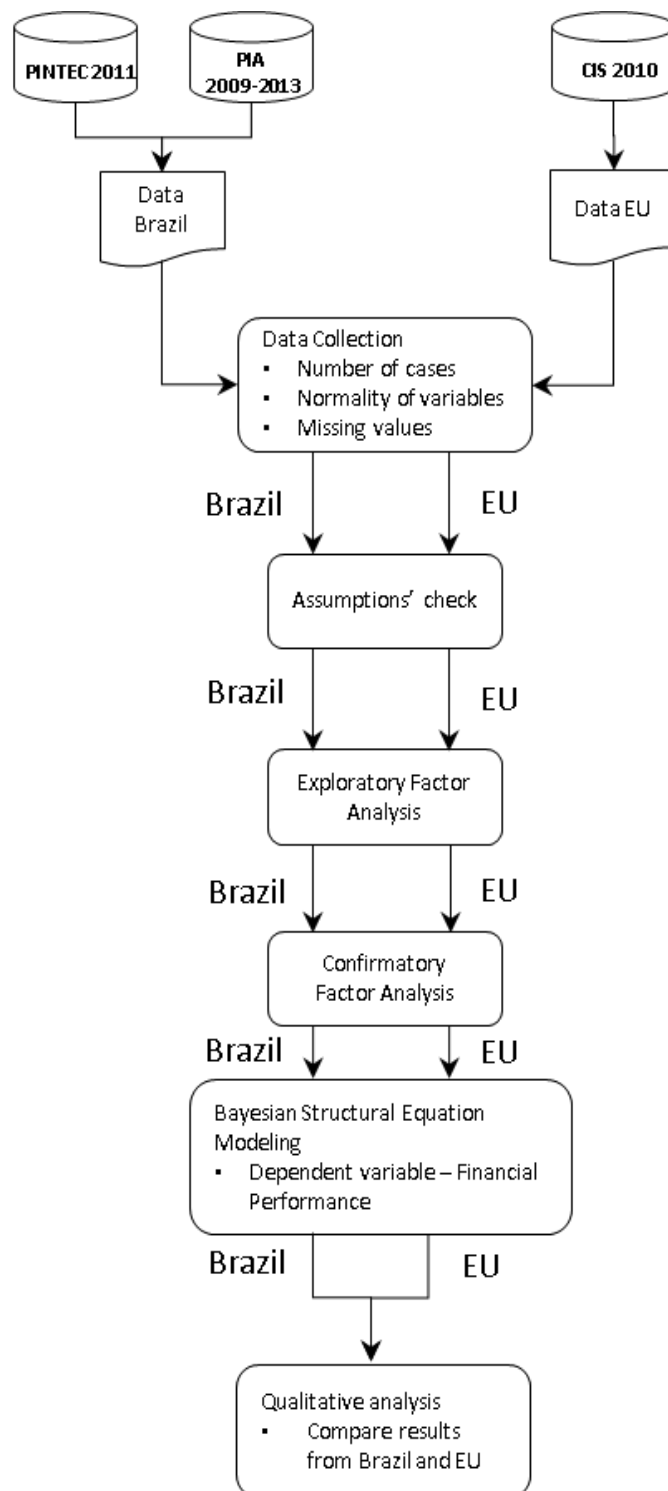 PINTEC 2011
PIA
2009-2013
CIS 2010
Data
Brazil
Data EU
Data Collection
▪ Number of cases
▪ Normality of variables
▪ Missing values
Brazil
EU
Assumptions’ check
Brazil
EU
Exploratory Factor
Analysis
Brazil
EU
Confirmatory
Factor Analysis
Brazil
EU
Bayesian Structural Equation
Modeling
▪ Dependent variable – Financial
Performance
Brazil
EU
Qualitative analysis
▪ Compare results
from Brazil and EU